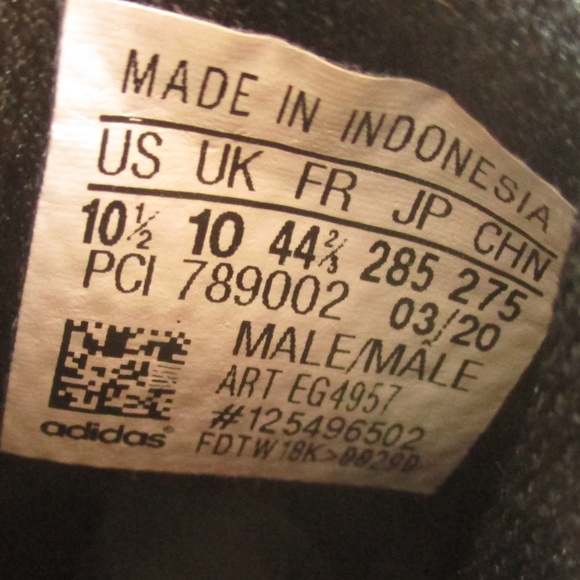 MADE IN INDONESIA
US UK FR JP CHN
10½ 10 44⅔ 285 275
PCI 789002 03/20
MALE/MÂLE
ART EG4957
#125496502
adidas®
FDTW18K>0029D